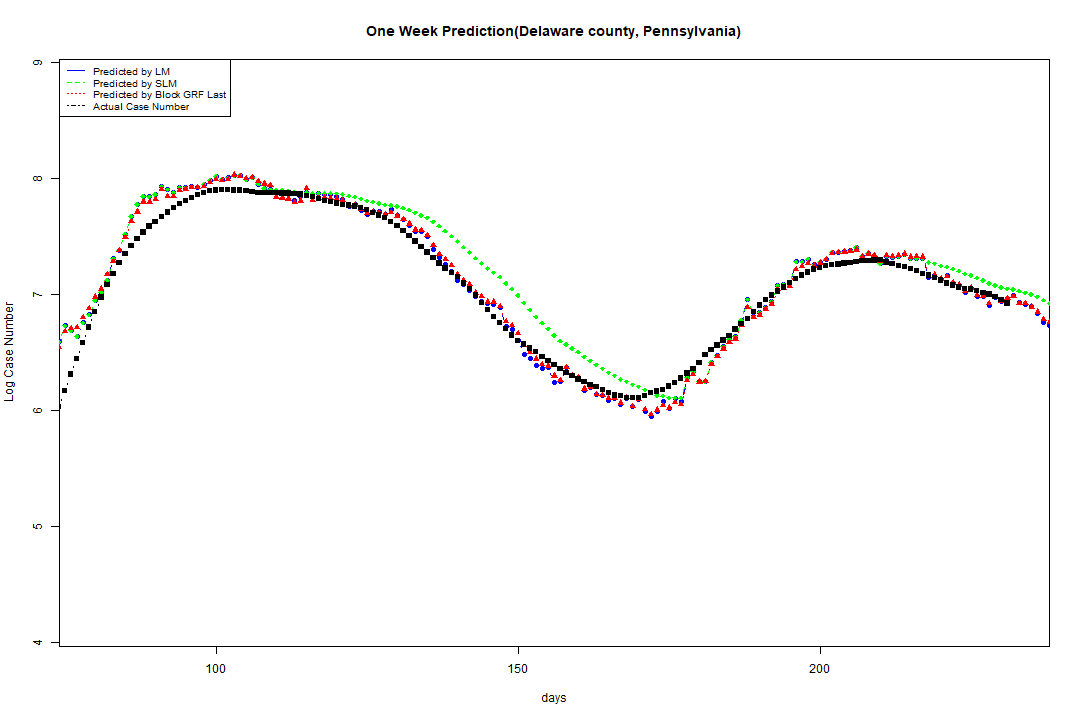 One Week Prediction(Delaware county, Pennsylvania)
Predicted by LM
Predicted by SLM
Predicted by Block GRF Last
Actual Case Number
9
8
7
6
5
4
Log Case Number
100 150 200
days